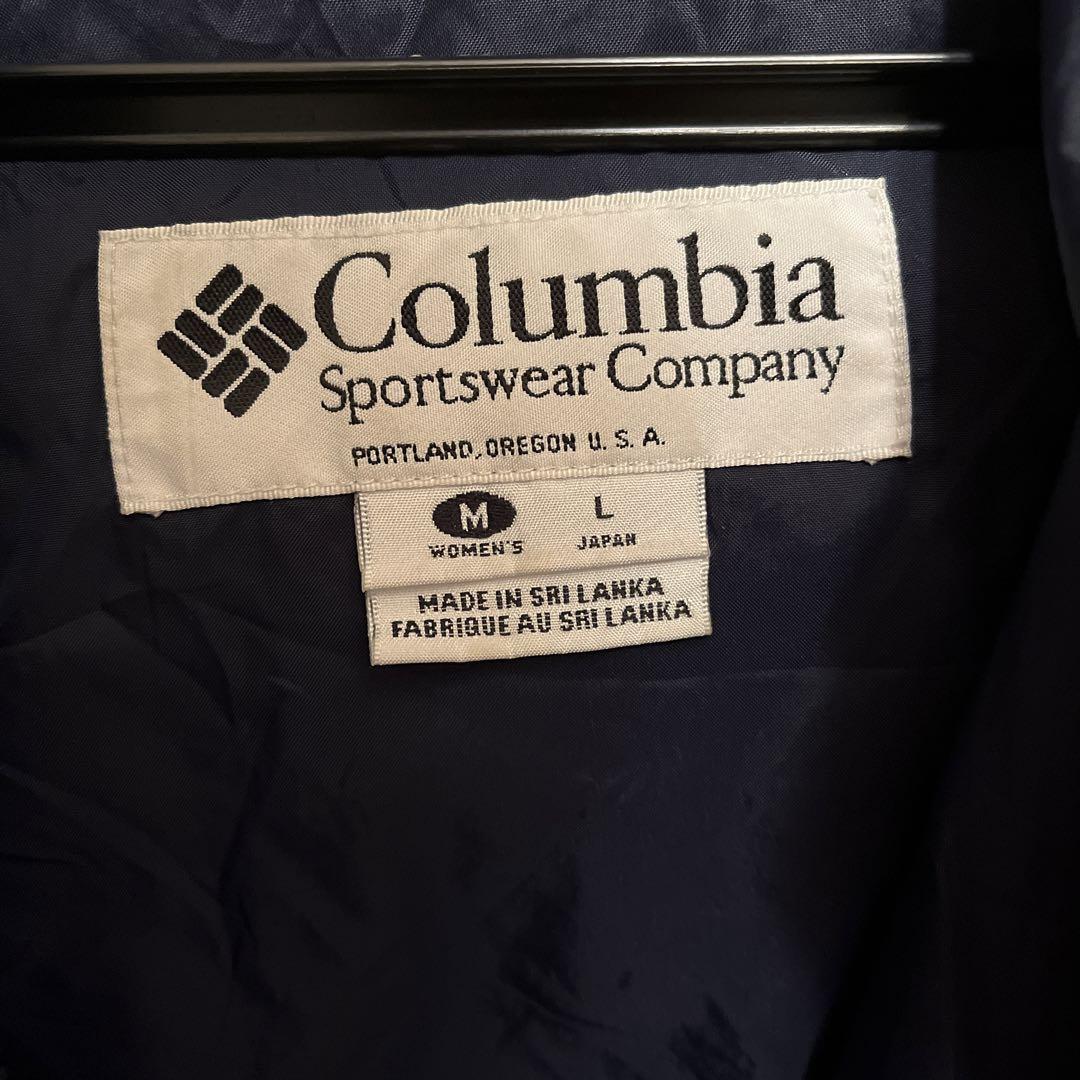 Columbia
Sportswear Company
PORTLAND, OREGON U. S. A.
M L
WOMEN'S JAPAN
MADE IN SRI LANKA
FABRIQUE AU SRI LANKA